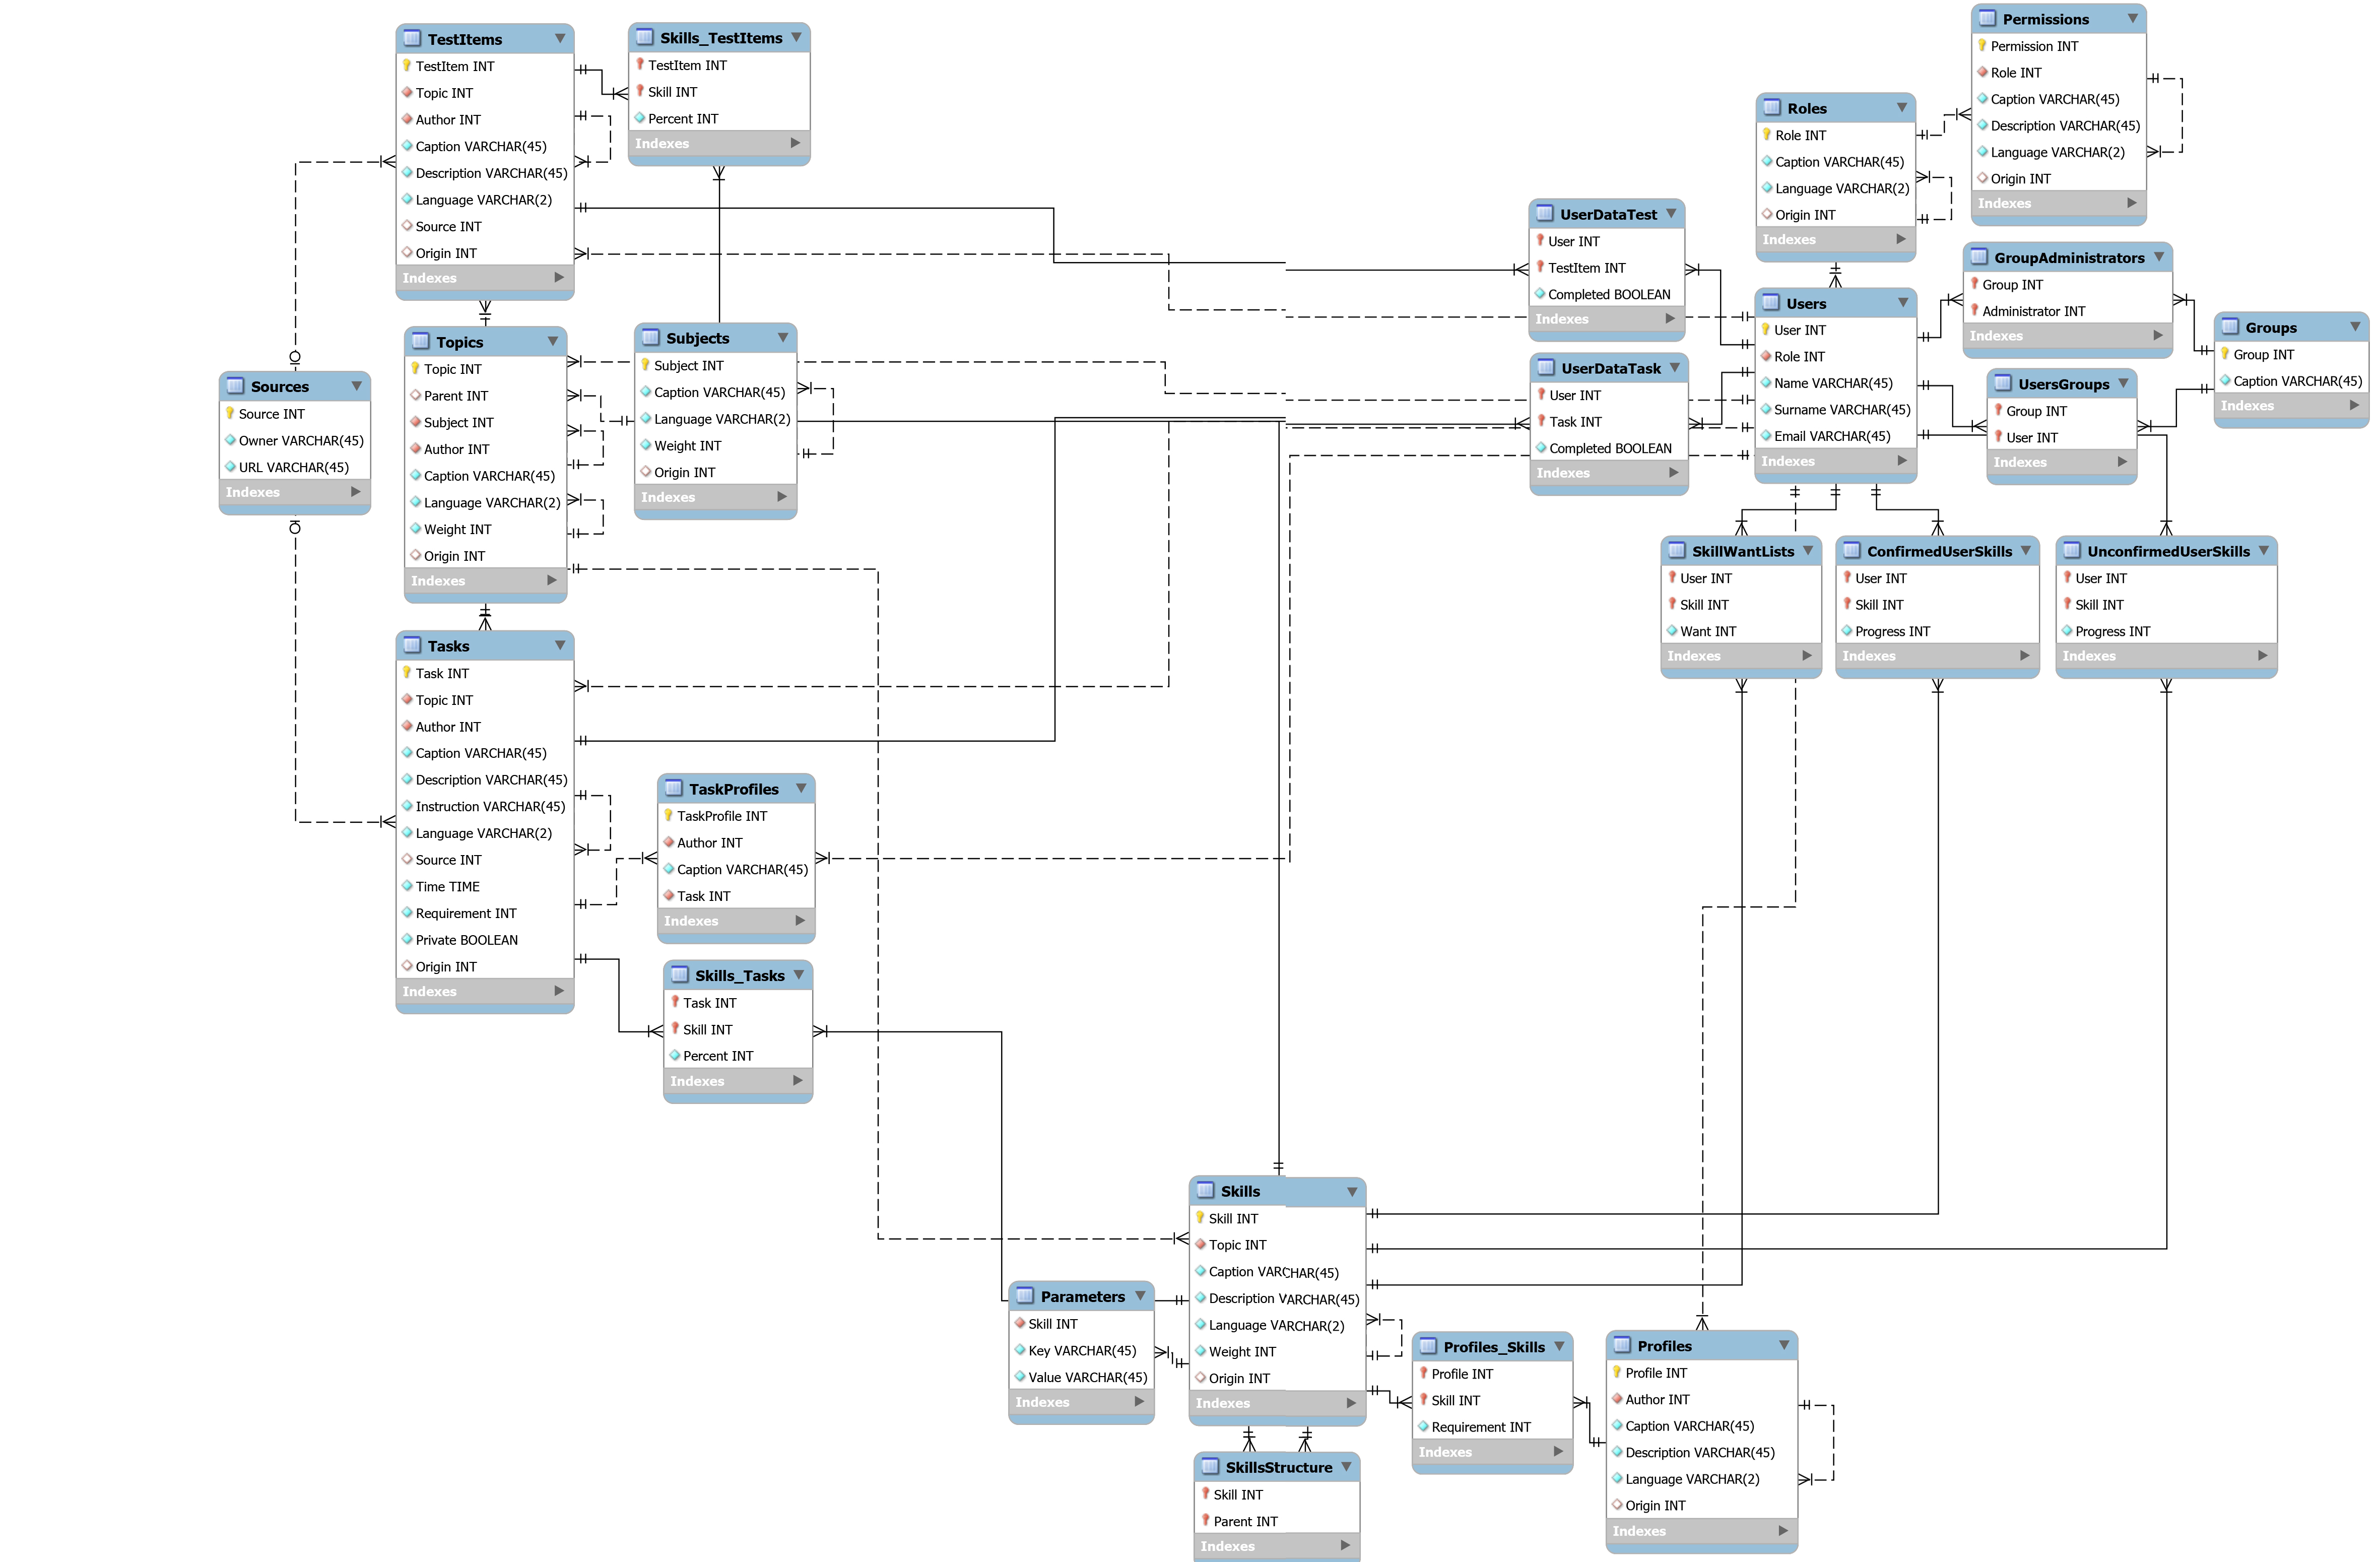 TestItems
TestItem INT
Topic INT
Author INT
Caption VARCHAR(45)
Description VARCHAR(45)
Language VARCHAR(2)
Source INT
Origin INT
Indexes
Skills_TestItems
TestItem INT
Skill INT
Percent INT
Indexes
Permissions
Permission INT
Role INT
Caption VARCHAR(45)
Description VARCHAR(45)
Language VARCHAR(2)
Origin INT
Indexes
Roles
Role INT
Caption VARCHAR(45)
Language VARCHAR(2)
Origin INT
Indexes
UserDataTest
User INT
TestItem INT
Completed BOOLEAN
Indexes
GroupAdministrators
Group INT
Administrator INT
Indexes
Users
User INT
Role INT
Name VARCHAR(45)
Surname VARCHAR(45)
Email VARCHAR(45)
Indexes
Groups
Group INT
Caption VARCHAR(45)
Indexes
Topics
Topic INT
Parent INT
Subject INT
Author INT
Caption VARCHAR(45)
Language VARCHAR(2)
Weight INT
Origin INT
Indexes
Subjects
Subject INT
Caption VARCHAR(45)
Language VARCHAR(2)
Weight INT
Origin INT
Indexes
UserDataTask
User INT
Task INT
Completed BOOLEAN
Indexes
UsersGroups
Group INT
User INT
Indexes
Sources
Source INT
Owner VARCHAR(45)
URL VARCHAR(45)
Indexes
SkillWantLists
User INT
Skill INT
Want INT
Indexes
ConfirmedUserSkills
User INT
Skill INT
Progress INT
Indexes
UnconfirmedUserSkills
User INT
Skill INT
Progress INT
Indexes
Tasks
Task INT
Topic INT
Author INT
Caption VARCHAR(45)
Description VARCHAR(45)
Instruction VARCHAR(45)
Language VARCHAR(2)
Source INT
Time TIME
Requirement INT
Private BOOLEAN
Origin INT
Indexes
TaskProfiles
TaskProfile INT
Author INT
Caption VARCHAR(45)
Task INT
Indexes
Skills_Tasks
Task INT
Skill INT
Percent INT
Indexes
Skills
Skill INT
Topic INT
Caption VARCHAR(45)
Description VARCHAR(45)
Language VARCHAR(2)
Weight INT
Origin INT
Indexes
Parameters
Skill INT
Key VARCHAR(45)
Value VARCHAR(45)
Indexes
Profiles_Skills
Profile INT
Skill INT
Requirement INT
Indexes
Profiles
Profile INT
Author INT
Caption VARCHAR(45)
Description VARCHAR(45)
Language VARCHAR(2)
Origin INT
Indexes
SkillsStructure
Skill INT
Parent INT
Indexes